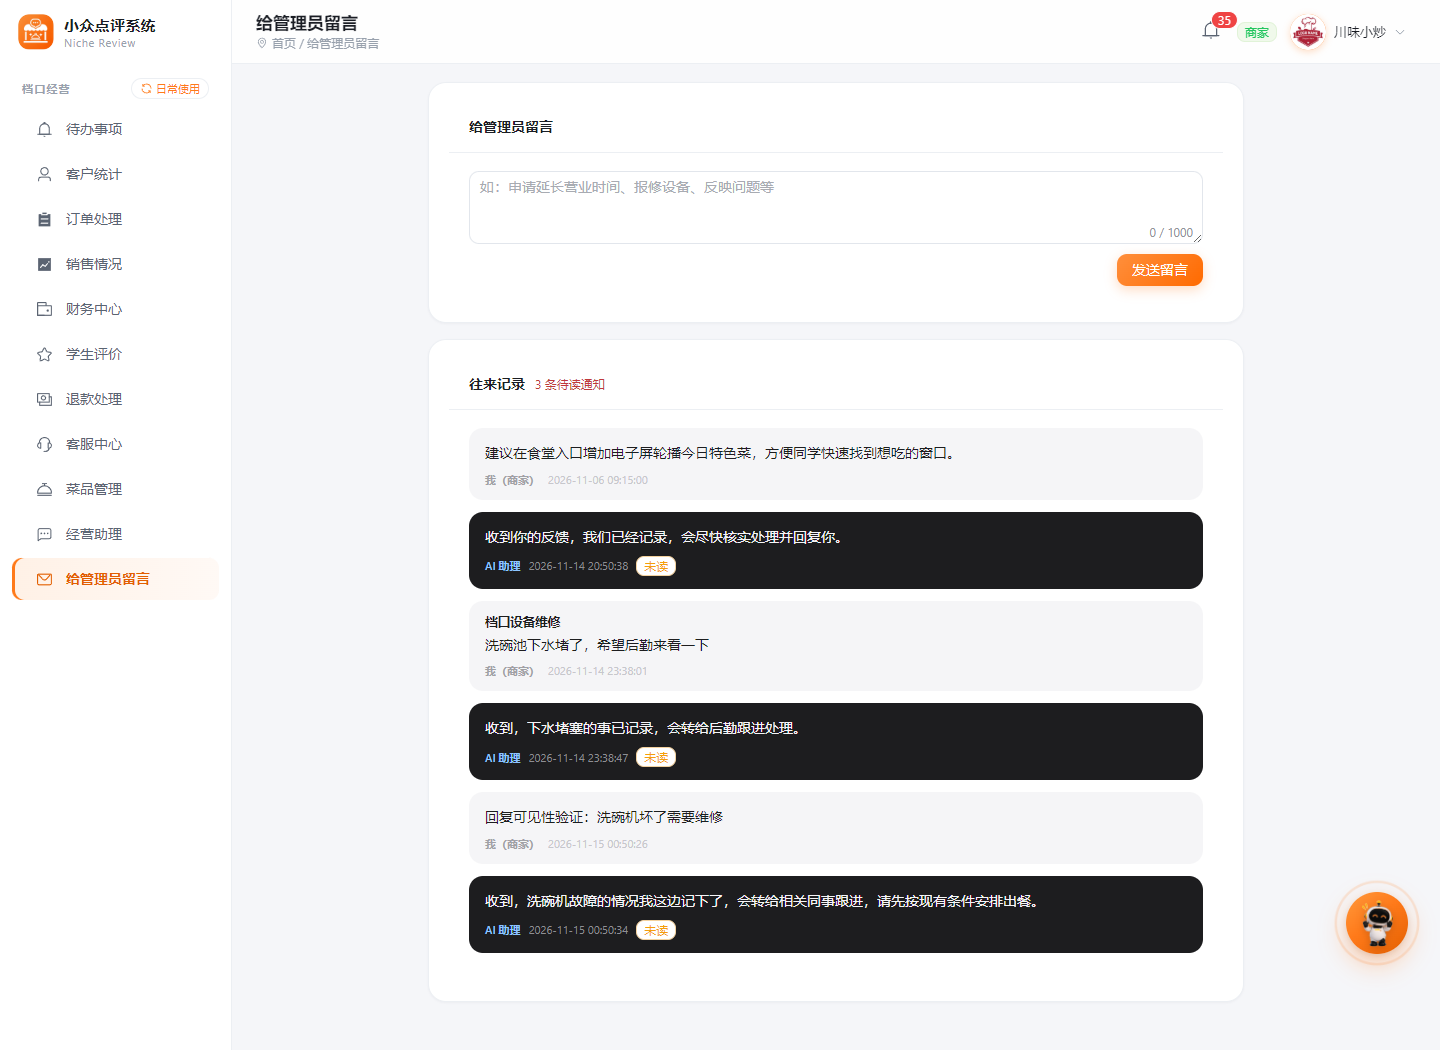 小众点评系统
Niche Review
档口经营
日常使用
待办事项
客户统计
订单处理
销售情况
财务中心
学生评价
退款处理
客服中心
菜品管理
经营助理
给管理员留言
给管理员留言
首页 / 给管理员留言
35
商家
川味小炒
给管理员留言
如：申请延长营业时间、报修设备、反映问题等
0 / 1000
发送留言
往来记录 3 条待读通知
建议在食堂入口增加电子屏轮播今日特色菜，方便同学快速找到想吃的窗口。
我（商家） 2026-11-06 09:15:00
收到你的反馈，我们已经记录，会尽快核实处理并回复你。
AI 助理 2026-11-14 20:50:38 未读
档口设备维修
洗碗池下水堵了，希望后勤来看一下
我（商家） 2026-11-14 23:38:01
收到，下水堵塞的事已记录，会转给后勤跟进处理。
AI 助理 2026-11-14 23:38:47 未读
回复可见性验证：洗碗机坏了需要维修
我（商家） 2026-11-15 00:50:26
收到，洗碗机故障的情况我这边记下了，会转给相关同事跟进，请先按现有条件安排出餐。
AI 助理 2026-11-15 00:50:34 未读